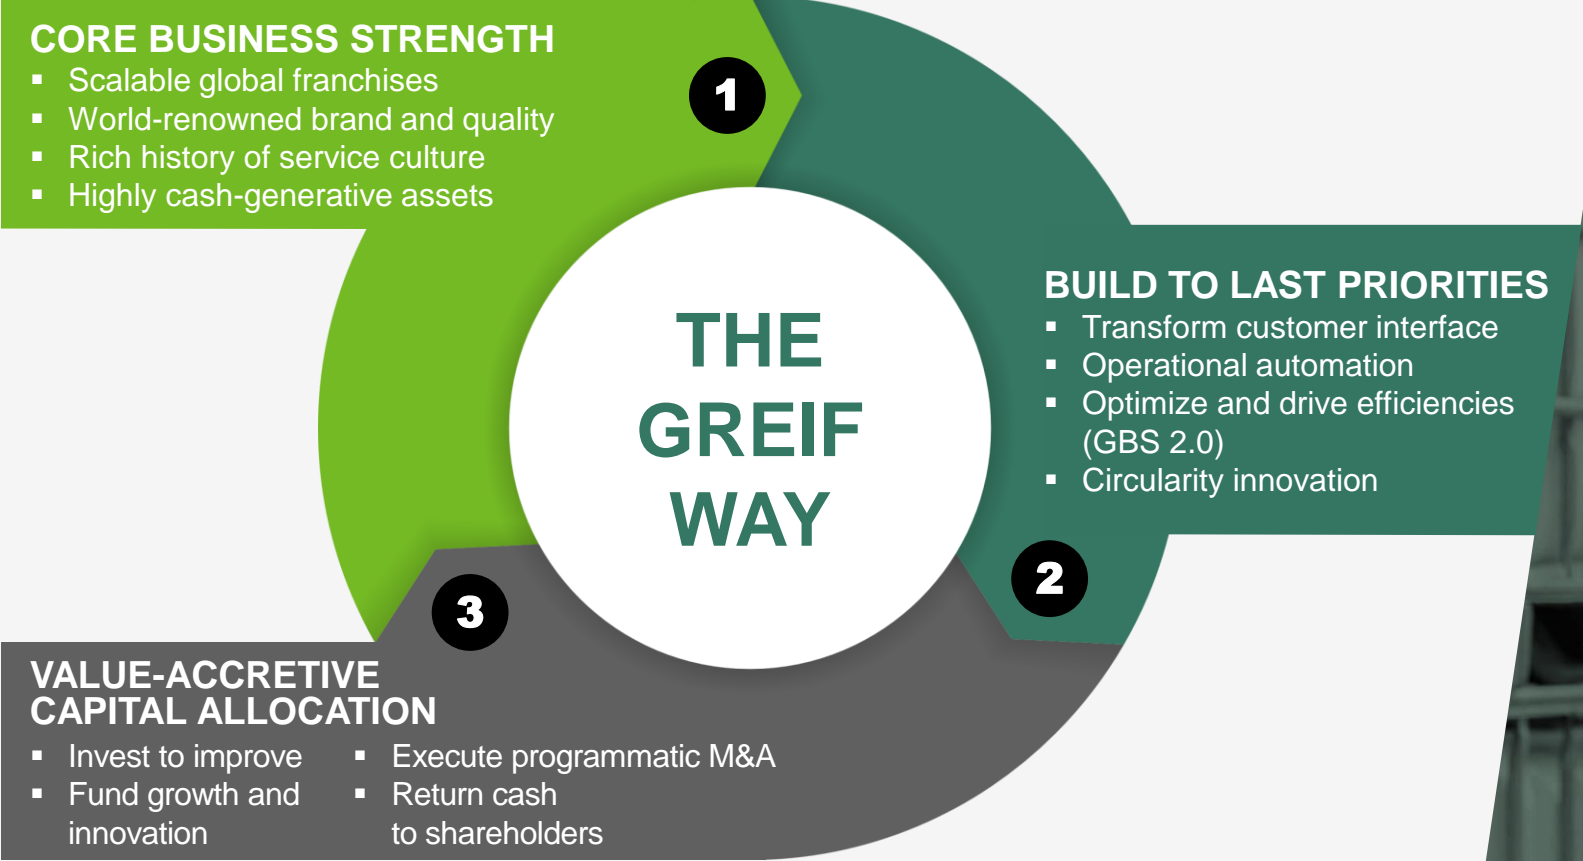 CORE BUSINESS STRENGTH
▪ Scalable global franchises
▪ World-renowned brand and quality
▪ Rich history of service culture
▪ Highly cash-generative assets
1
THE
GREIF
WAY
BUILD TO LAST PRIORITIES
▪ Transform customer interface
▪ Operational automation
▪ Optimize and drive efficiencies
(GBS 2.0)
▪ Circularity innovation
2
3
VALUE-ACCRETIVE
CAPITAL ALLOCATION
▪ Invest to improve
▪ Fund growth and
innovation
▪ Execute programmatic M&A
▪ Return cash
to shareholders